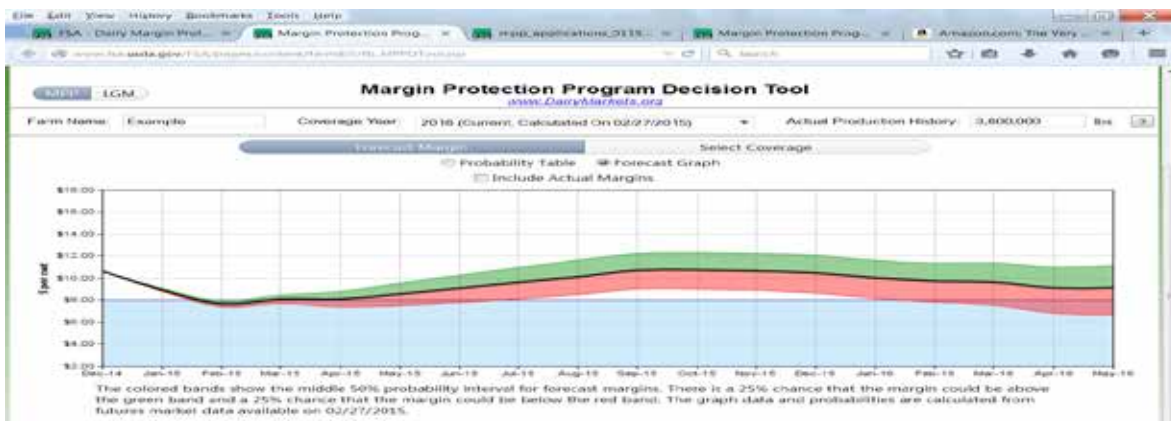 File Edit View History Bookmarks Tools Help
FSA - Dairy Margin Prot... Margin Protection Prog... mpp_applications_0115... Margin Protection Prog... Amazon.com: The Very
Search
MPP LGM Margin Protection Program Decision Tool
www.DairyMarkets.org
Farm Name: Example Coverage Year: 2016 (Current, Calculated On 02/27/2015) Actual Production History: 3,600,000 lbs
Forecast Margin Select Coverage
Probability Table Forecast Graph
Include Actual Margins
$18.00
$16.00
$14.00
$12.00
$10.00
$8.00
$6.00
$4.00
$2.00
$ per cwt
Dec-14 Jan-15 Feb-15 Mar-15 Apr-15 May-15 Jun-15 Jul-15 Aug-15 Sep-15 Oct-15 Nov-15 Dec-15 Jan-16 Feb-16 Mar-16 Apr-16 May-16
The colored bands show the middle 50% probability interval for forecast margins. There is a 25% chance that the margin could be above
the green band and a 25% chance that the margin could be below the red band. The graph data and probabilities are calculated from
futures market data available on 02/27/2015.